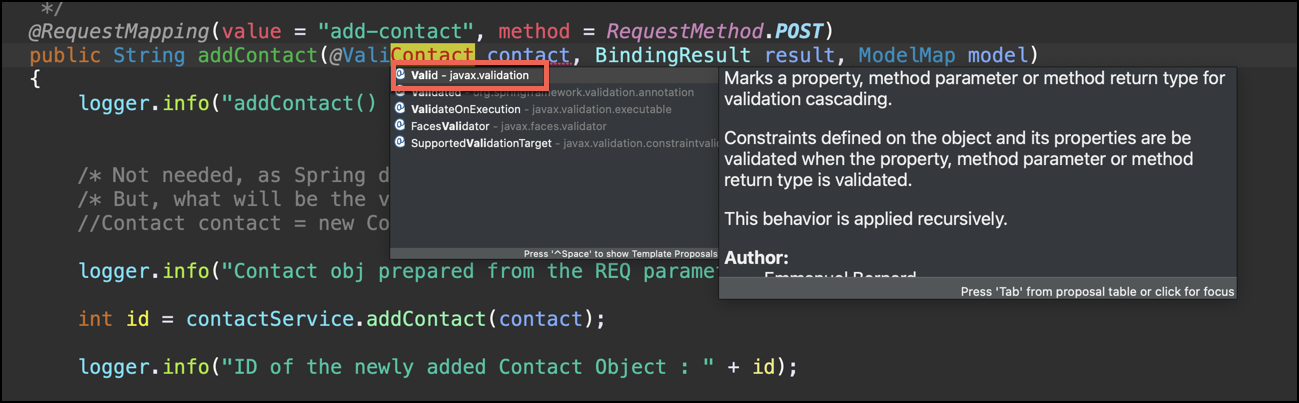 */
@RequestMapping(value = "add-contact", method = RequestMethod.POST)
public String addContact(@ValiContact contact, BindingResult result, ModelMap model)
{
Valid - javax.validation
logger.info("addContact()
Validated - org.springframework.validation.annotation
ValidateOnExecution - javax.validation.executable
FacesValidator - javax.faces.validator
SupportedValidationTarget - javax.validation.constraintvali
Marks a property, method parameter or method return type for
validation cascading.
Constraints defined on the object and its properties are be
validated when the property, method parameter or method
return type is validated.
This behavior is applied recursively.
Author:
Emmanuel Bernard
Press 'Tab' from proposal table or click for focus
/* Not needed, as Spring d
/* But, what will be the v
//Contact contact = new Co
Press '^Space' to show Template Proposals
logger.info("Contact obj prepared from the REQ paramet
int id = contactService.addContact(contact);
logger.info("ID of the newly added Contact Object : " + id);